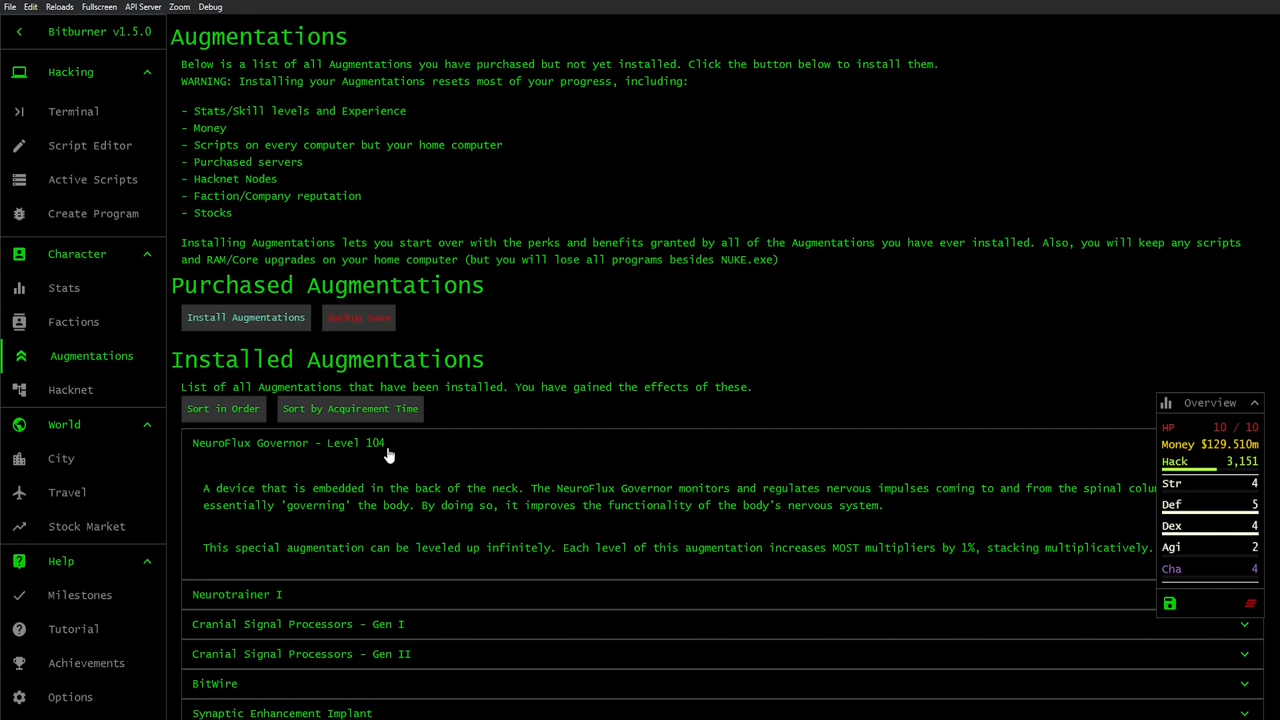 File Edit Reloads Fullscreen API Server Zoom Debug
Bitburner v1.5.0
Hacking
Terminal
Script Editor
Active Scripts
Create Program
Character
Stats
Factions
Augmentations
Hacknet
World
City
Travel
Stock Market
Help
Milestones
Tutorial
Achievements
Options
Augmentations
Below is a list of all Augmentations you have purchased but not yet installed. Click the button below to install them.
WARNING: Installing your Augmentations resets most of your progress, including:
- Stats/Skill levels and Experience
- Money
- Scripts on every computer but your home computer
- Purchased servers
- Hacknet Nodes
- Faction/Company reputation
- Stocks
Installing Augmentations lets you start over with the perks and benefits granted by all of the Augmentations you have ever installed. Also, you will keep any scripts
and RAM/Core upgrades on your home computer (but you will lose all programs besides NUKE.exe)
Purchased Augmentations
Install Augmentations Backup Save
Installed Augmentations
List of all Augmentations that have been installed. You have gained the effects of these.
Sort in Order Sort by Acquirement Time
NeuroFlux Governor - Level 104
A device that is embedded in the back of the neck. The NeuroFlux Governor monitors and regulates nervous impulses coming to and from the spinal colu
essentially 'governing' the body. By doing so, it improves the functionality of the body's nervous system.
This special augmentation can be leveled up infinitely. Each level of this augmentation increases MOST multipliers by 1%, stacking multiplicatively.
Neurotrainer I
Cranial Signal Processors - Gen I
Cranial Signal Processors - Gen II
BitWire
Synaptic Enhancement Implant
Overview
HP 10 / 10
Money $129.510m
Hack 3,151
Str 4
Def 5
Dex 4
Agi 2
Cha 4